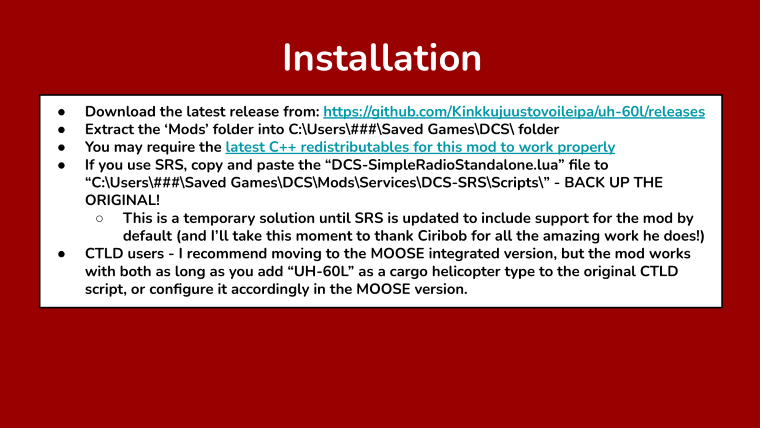 Installation
● Download the latest release from: https://github.com/Kinkkujuustovoileipa/uh-60l/releases
● Extract the ‘Mods’ folder into C:\Users\###\Saved Games\DCS\ folder
● You may require the latest C++ redistributables for this mod to work properly
● If you use SRS, copy and paste the “DCS-SimpleRadioStandalone.lua” file to
“C:\Users\###\Saved Games\DCS\Mods\Services\DCS-SRS\Scripts\” - BACK UP THE
ORIGINAL!
○ This is a temporary solution until SRS is updated to include support for the mod by
default (and I’ll take this moment to thank Ciribob for all the amazing work he does!)
● CTLD users - I recommend moving to the MOOSE integrated version, but the mod works
with both as long as you add “UH-60L” as a cargo helicopter type to the original CTLD
script, or configure it accordingly in the MOOSE version.